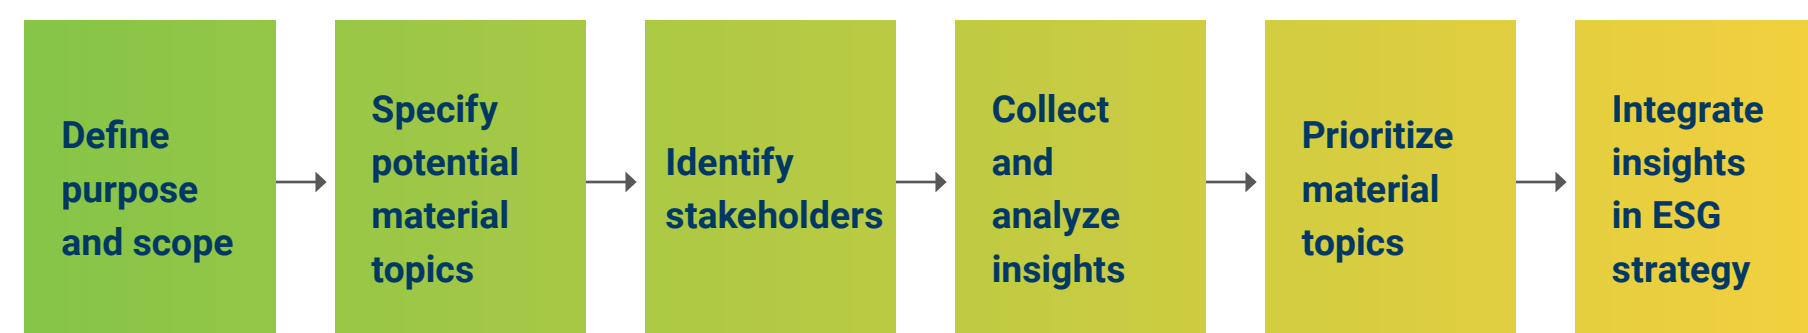 Define
purpose
and scope
Specify
potential
material
topics
Identify
stakeholders
Collect
and
analyze
insights
Prioritize
material
topics
Integrate
insights
in ESG
strategy